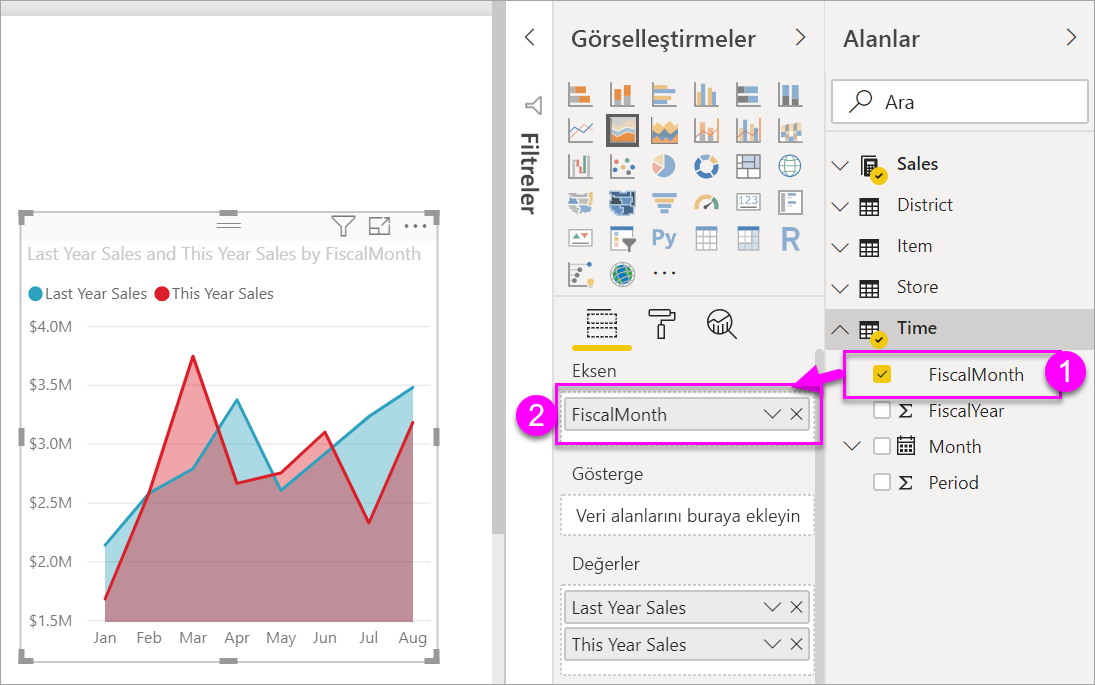 Last Year Sales and This Year Sales by FiscalMonth
Last Year Sales This Year Sales
$4.0M
$3.5M
$3.0M
$2.5M
$2.0M
$1.5M
Jan Feb Mar Apr May Jun Jul Aug
Filtreler
Görselleştirmeler
123
Py
R
Eksen
2
FiscalMonth
Gösterge
Veri alanlarını buraya ekleyin
Değerler
Last Year Sales
This Year Sales
Alanlar
Ara
Sales
District
Item
Store
Time
FiscalMonth
1
Σ FiscalYear
Month
Σ Period